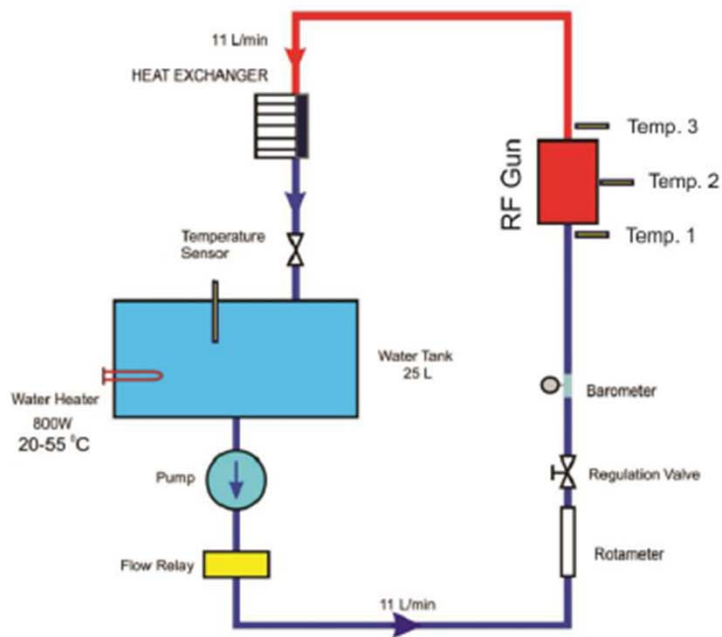 11 L/min
HEAT EXCHANGER
Temp. 3
RF Gun
Temp. 2
Temp. 1
Temperature
Sensor
Water Tank
25 L
Water Heater
800W
20-55 °C
Barometer
Pump
Regulation Valve
Flow Relay
Rotameter
11 L/min